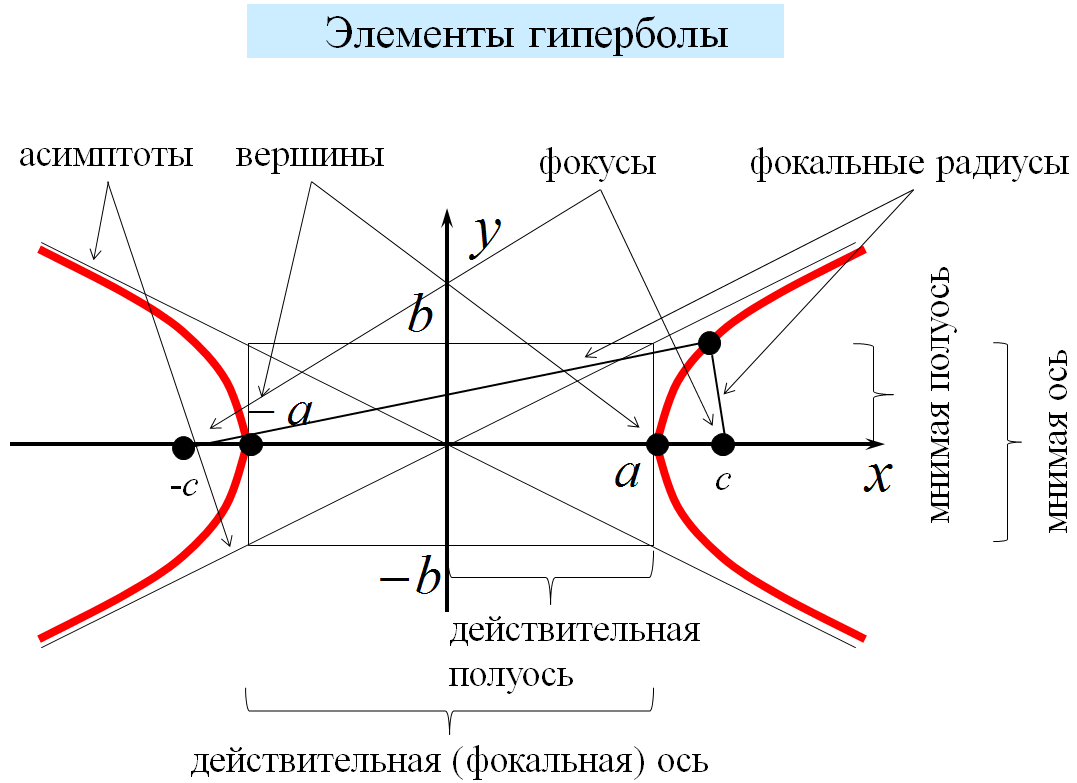 Элементы гиперболы
асимптоты
вершины
фокусы
фокальные радиусы
y
b
– a
-c
a
c
x
–b
мнимая полуось
мнимая ось
действительная
полуось
действительная (фокальная) ось